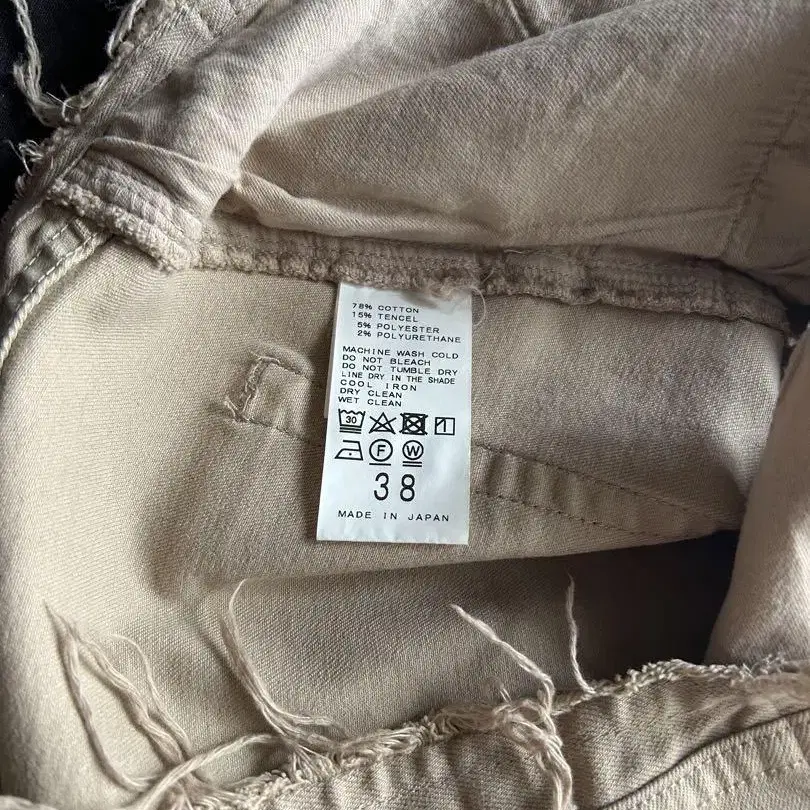 78% COTTON
15% TENCEL
5% POLYESTER
2% POLYURETHANE
MACHINE WASH COLD
DO NOT BLEACH
DO NOT TUMBLE DRY
LINE DRY IN THE SHADE
COOL IRON
DRY CLEAN
WET CLEAN
30
F W
38
MADE IN JAPAN